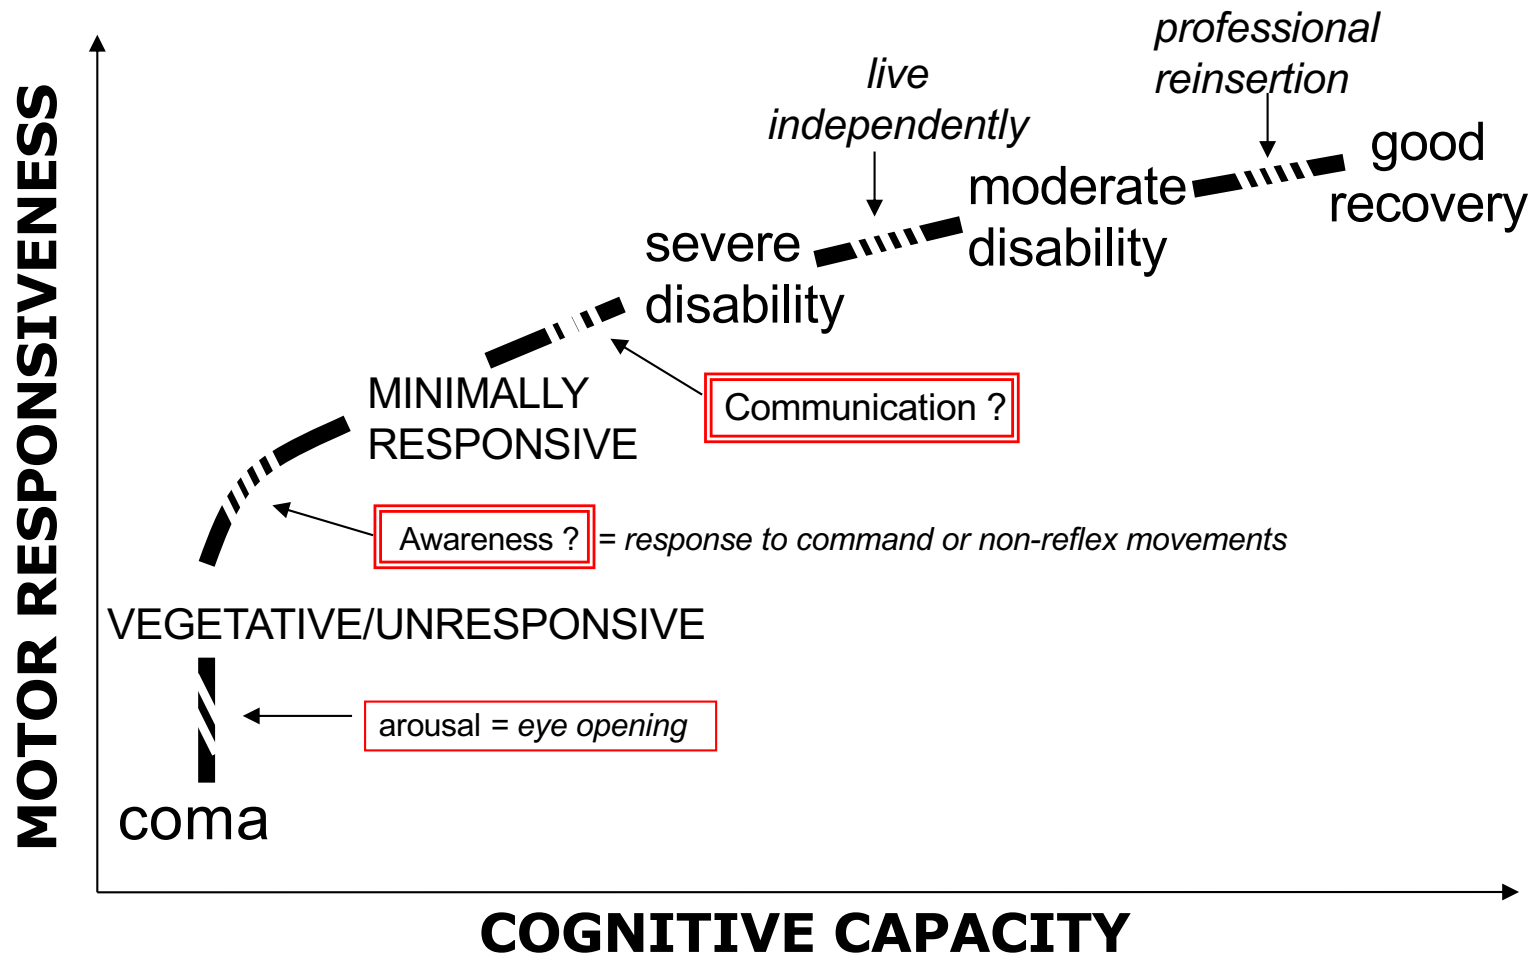 MOTOR RESPONSIVENESS
professional
reinsertion
live
independently
good
recovery
moderate
disability
severe
disability
MINIMALLY
RESPONSIVE
Communication ?
Awareness ? = response to command or non-reflex movements
VEGETATIVE/UNRESPONSIVE
arousal = eye opening
coma
COGNITIVE CAPACITY